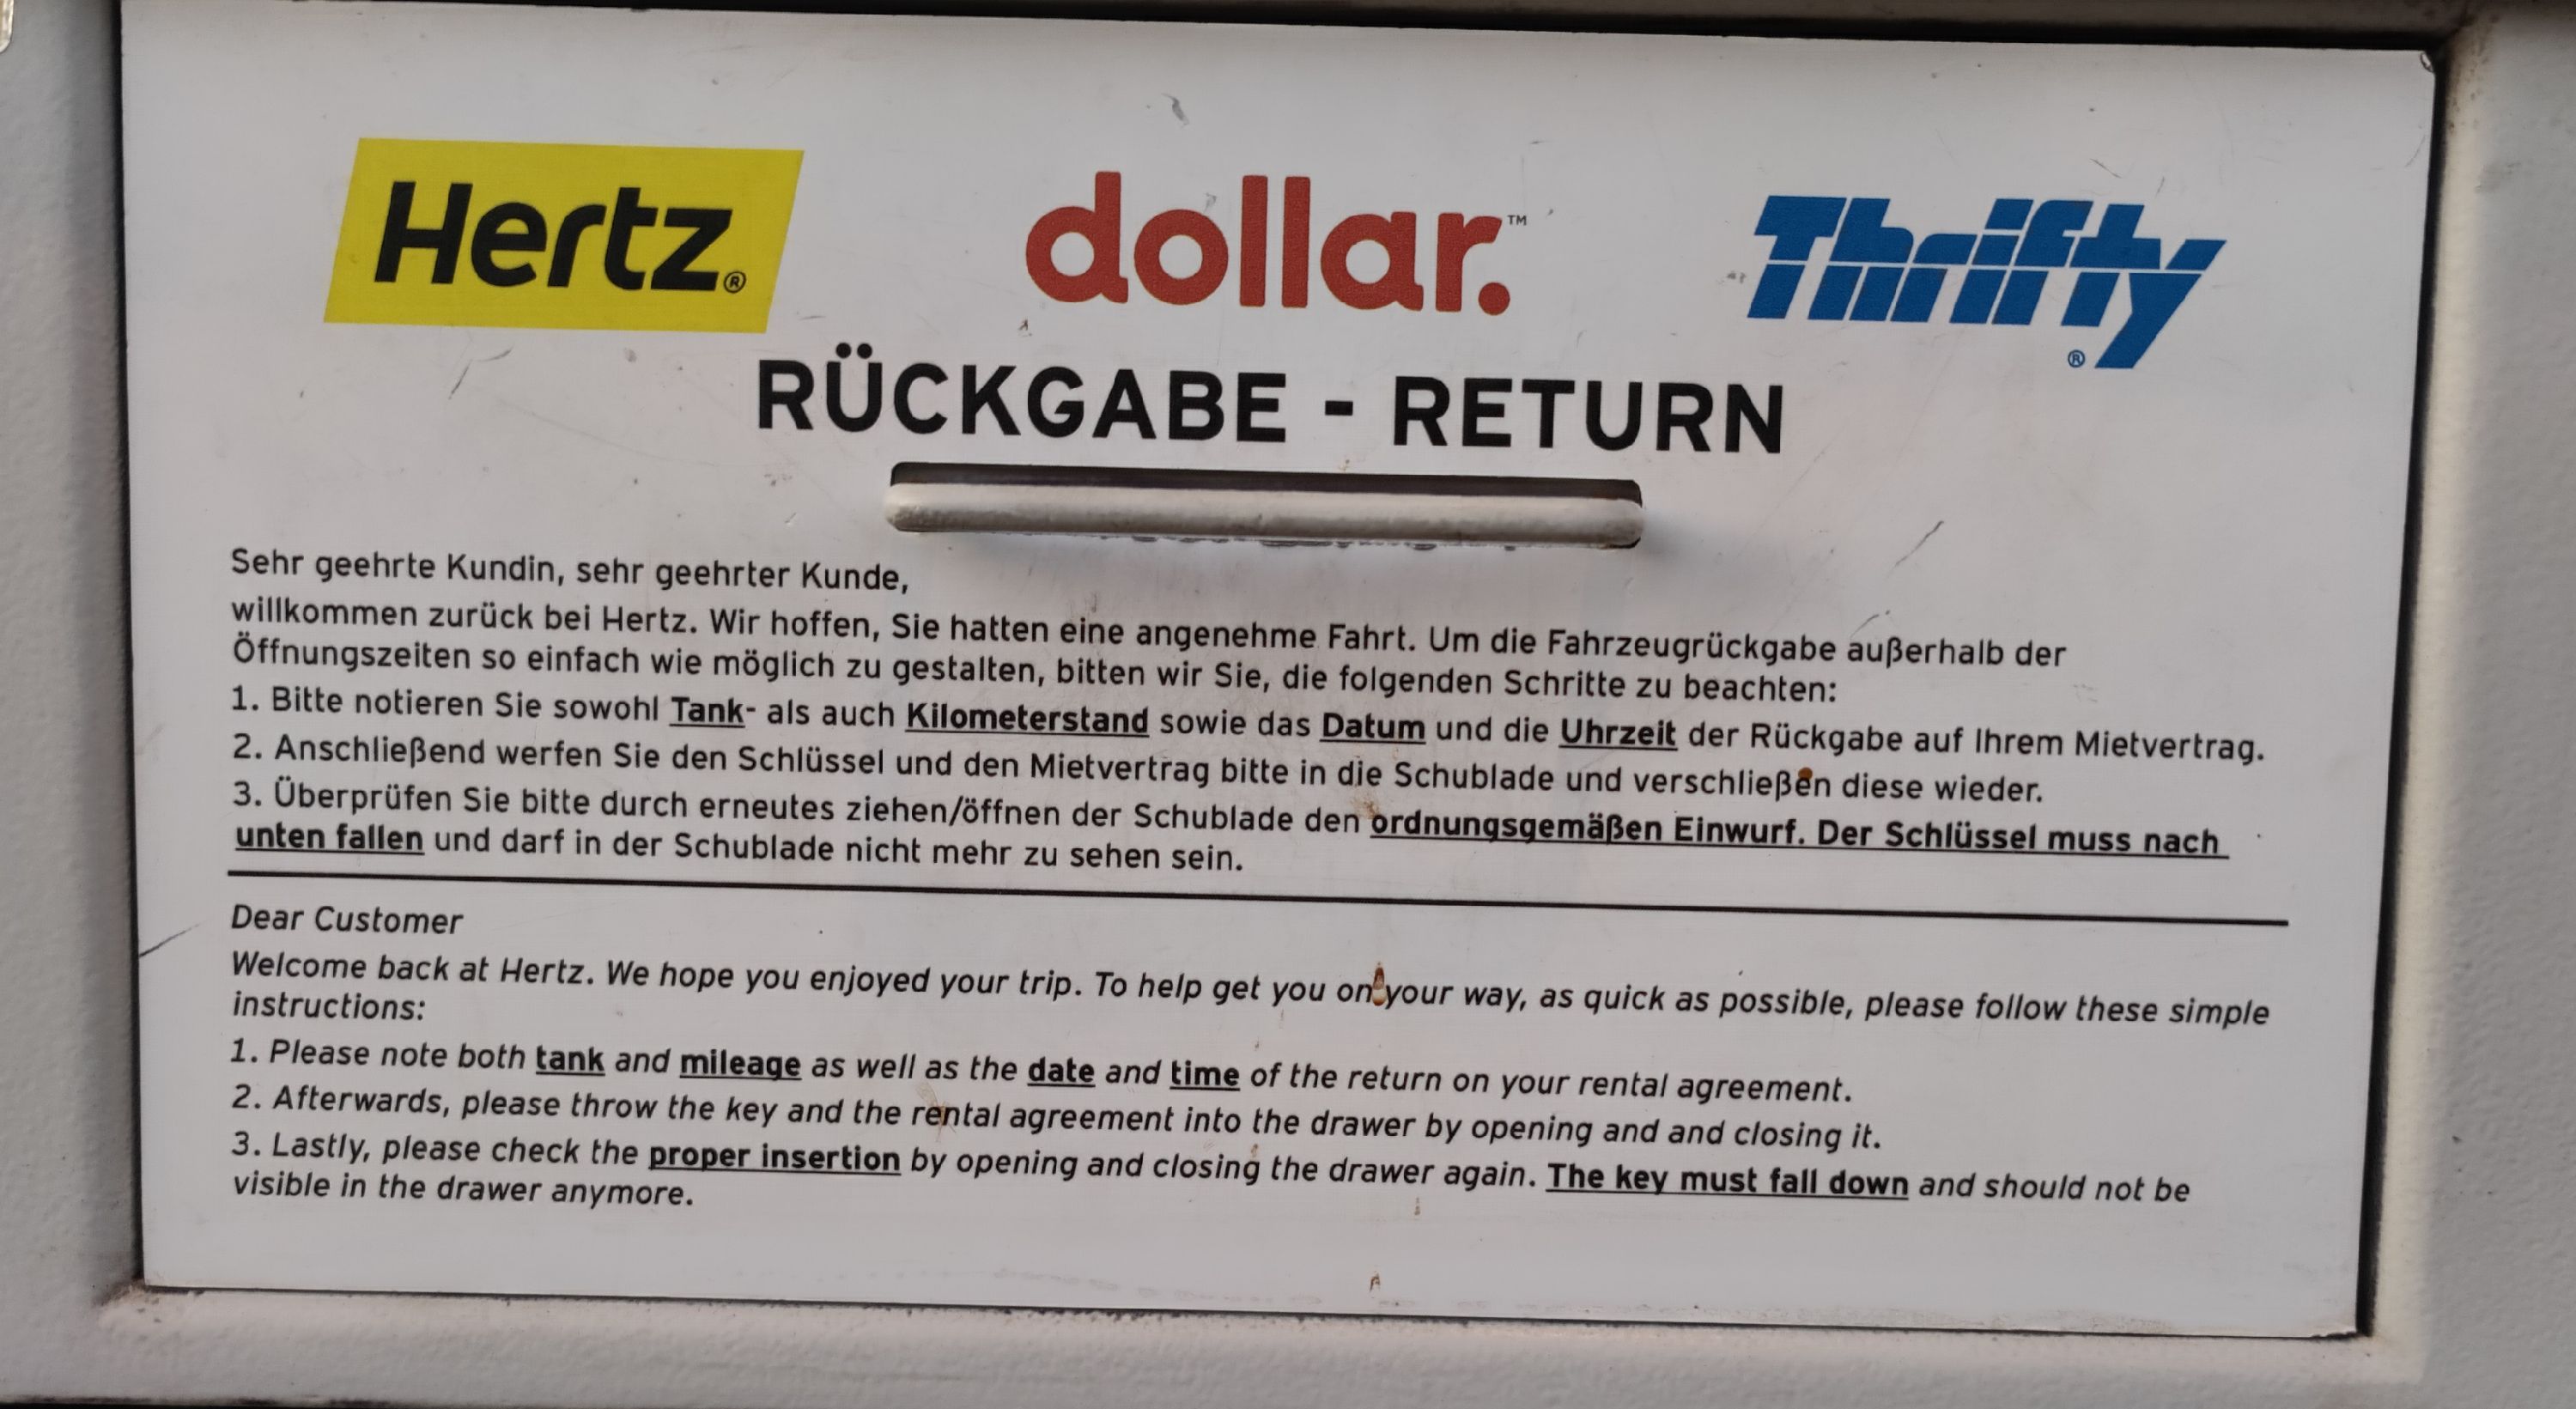 Hertz® dollar.™ Thrifty®
RÜCKGABE - RETURN
Sehr geehrte Kundin, sehr geehrter Kunde,
willkommen zurück bei Hertz. Wir hoffen, Sie hatten eine angenehme Fahrt. Um die Fahrzeugrückgabe außerhalb der
Öffnungszeiten so einfach wie möglich zu gestalten, bitten wir Sie, die folgenden Schritte zu beachten:
1. Bitte notieren Sie sowohl Tank- als auch Kilometerstand sowie das Datum und die Uhrzeit der Rückgabe auf Ihrem Mietvertrag.
2. Anschließend werfen Sie den Schlüssel und den Mietvertrag bitte in die Schublade und verschließen diese wieder.
3. Überprüfen Sie bitte durch erneutes ziehen/öffnen der Schublade den ordnungsgemäßen Einwurf. Der Schlüssel muss nach
unten fallen und darf in der Schublade nicht mehr zu sehen sein.
Dear Customer
Welcome back at Hertz. We hope you enjoyed your trip. To help get you on your way, as quick as possible, please follow these simple
instructions:
1. Please note both tank and mileage as well as the date and time of the return on your rental agreement.
2. Afterwards, please throw the key and the rental agreement into the drawer by opening and and closing it.
3. Lastly, please check the proper insertion by opening and closing the drawer again. The key must fall down and should not be
visible in the drawer anymore.